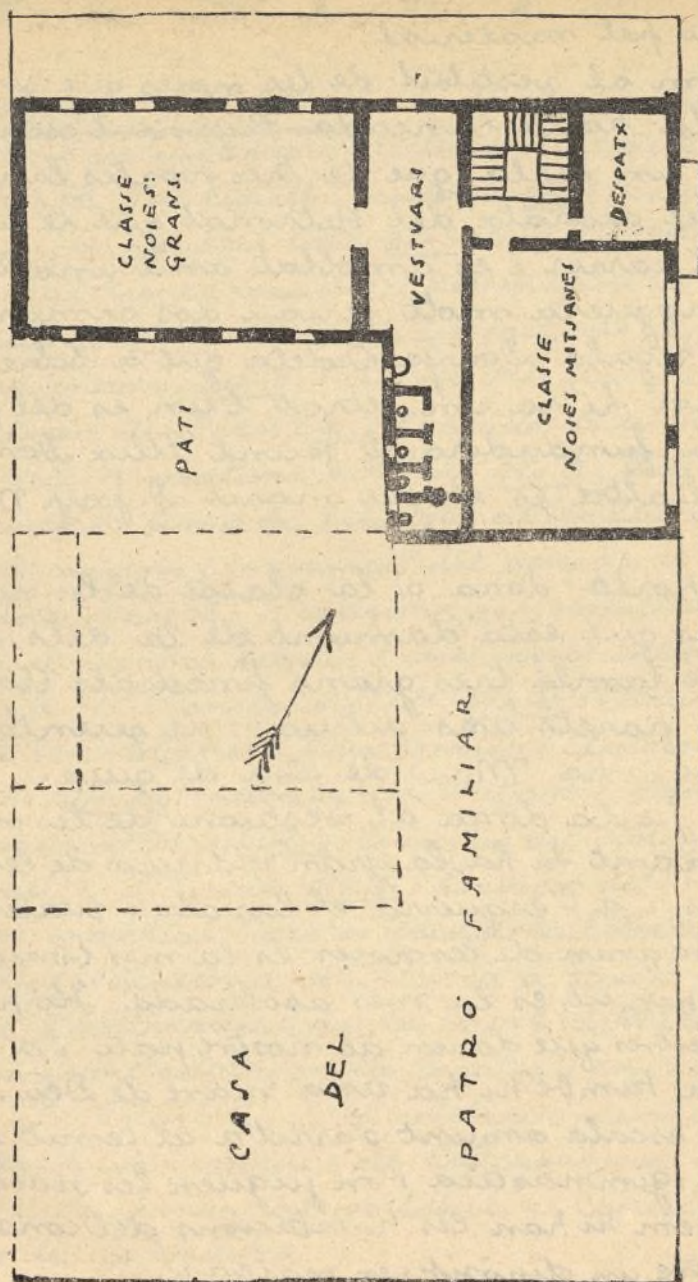 CLASSE
NOIES:
GRANS.
VESTUARI
DESPATX
CLASSE
NOIES MITJANES
PATI
CASA
DEL
PATRÓ FAMILIAR